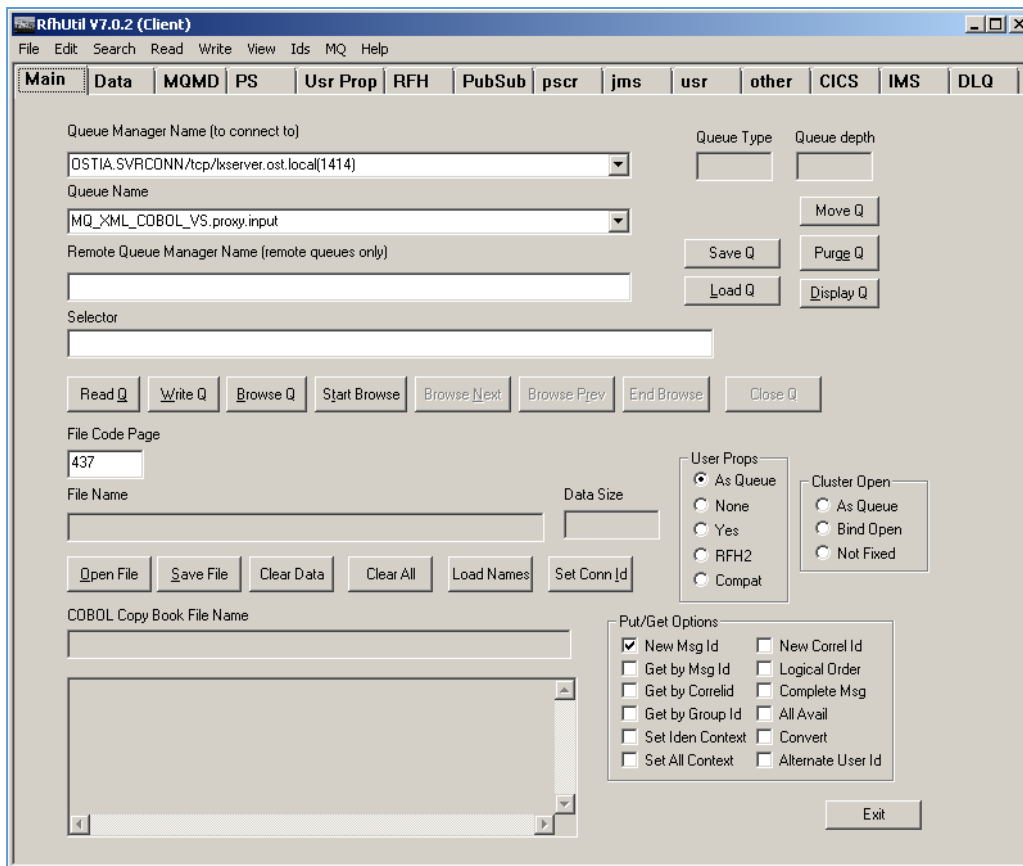 RfhUtil V7.0.2 (Client)
File Edit Search Read Write View Ids MQ Help
Main Data MQMD PS Usr Prop RFH PubSub pscr jms usr other CICS IMS DLQ
Queue Manager Name (to connect to)
Queue Type Queue depth
OSTIA.SVRCONN/tcp/lxserver.ost.local(1414)
Queue Name
MQ_XML_COBOL_VS.proxy.input
Move Q
Remote Queue Manager Name (remote queues only)
Save Q Purge Q
Load Q Display Q
Selector
Read Q Write Q Browse Q Start Browse Browse Next Browse Prev End Browse Close Q
File Code Page
437
User Props
As Queue
None
Yes
RFH2
Compat
Cluster Open
As Queue
Bind Open
Not Fixed
File Name Data Size
Open File Save File Clear Data Clear All Load Names Set Conn Id
COBOL Copy Book File Name
Put/Get Options
New Msg Id New Correl Id
Get by Msg Id Logical Order
Get by Correlid Complete Msg
Get by Group Id All Avail
Set Iden Context Convert
Set All Context Alternate User Id
Exit